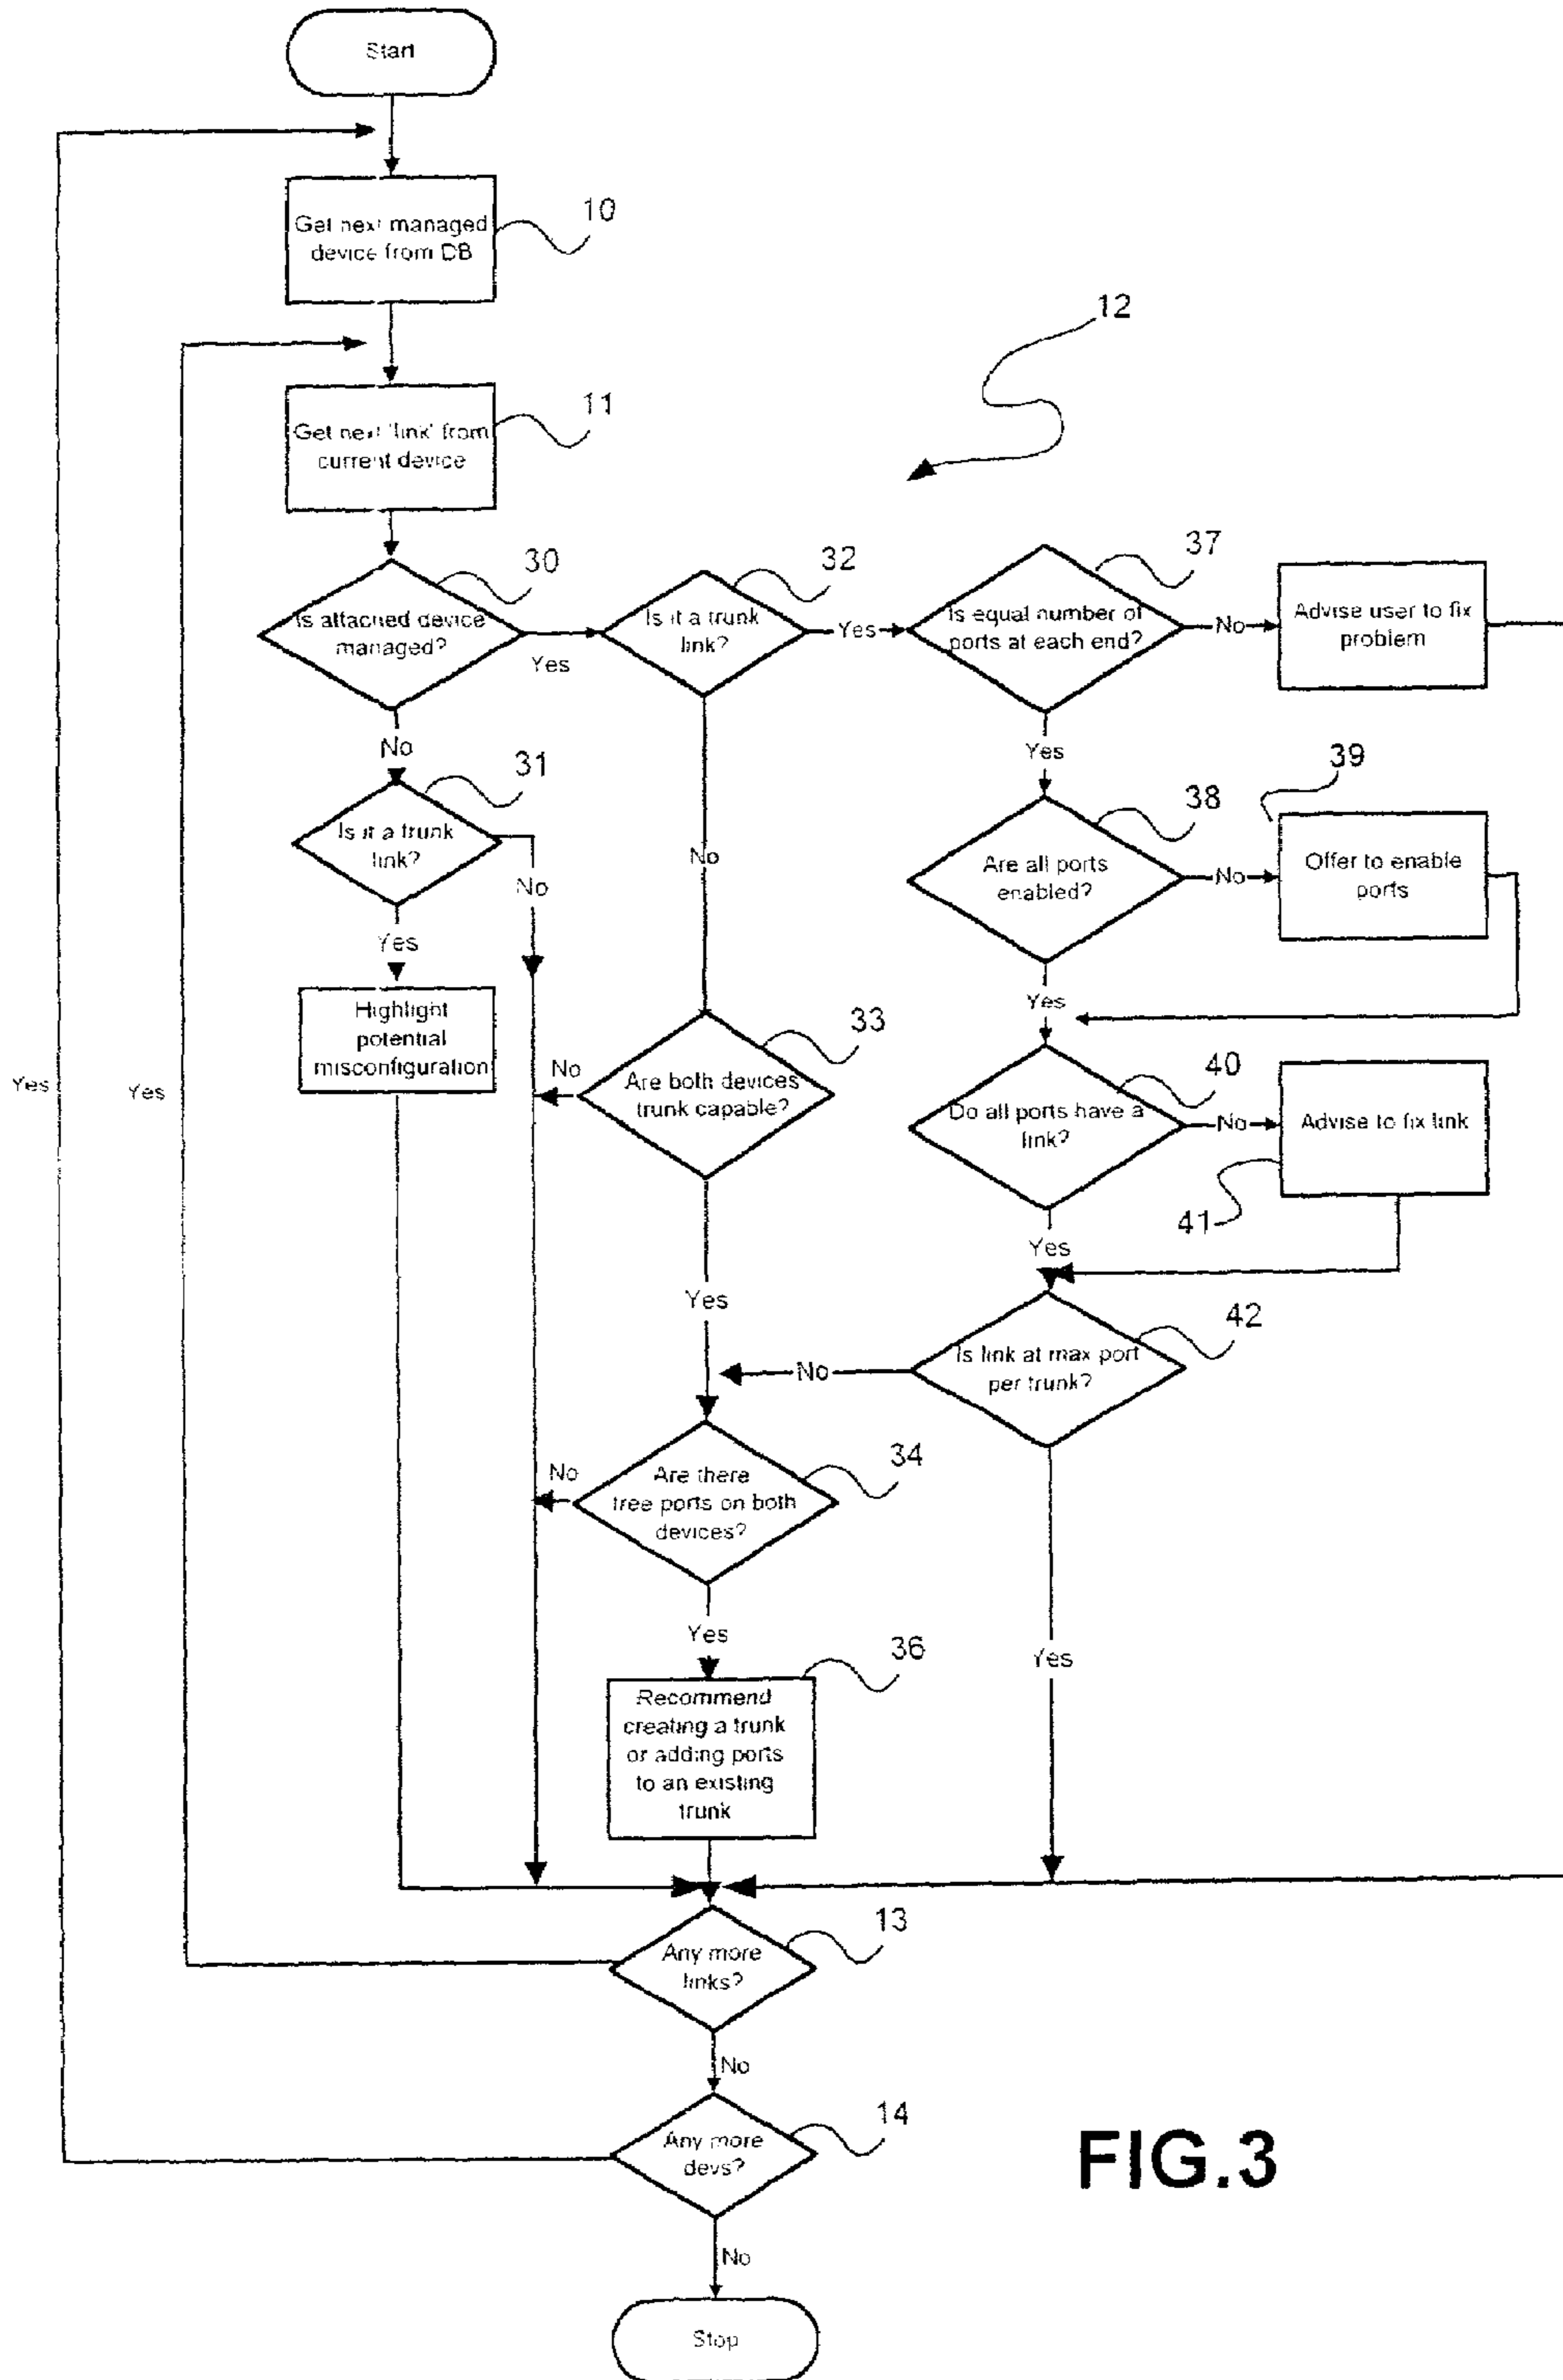 Start
Get next managed
device from DB
10
Get next 'link' from
current device
11
12
Is attached device
managed?
30
Yes
Is it a trunk
link?
32
Yes
Is equal number of
ports at each end?
37
No
Advise user to fix
problem
No
Is it a trunk
link?
31
No
Yes
Highlight
potential
misconfiguration
No
Yes
Are all ports
enabled?
38
No
39
Offer to enable
ports
Yes
Are both devices
trunk capable?
33
No
Do all ports have a
link?
40
No
Advise to fix link
41
Yes
Yes
Yes
Yes
Is link at max port
per trunk?
42
No
Are there
free ports on both
devices?
34
No
Yes
Yes
Recommend
creating a trunk
or adding ports
to an existing
trunk
36
Any more
links?
13
No
Any more
devs?
14
No
Stop
FIG.3